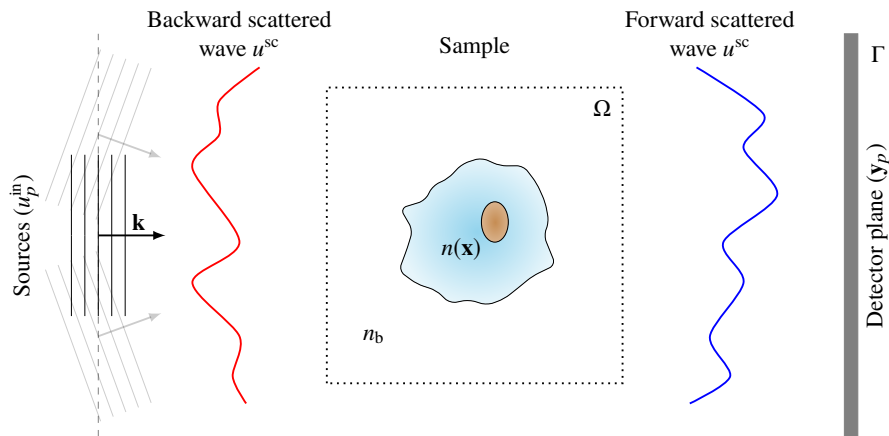 Backward scattered
wave u^sc
Sample
Forward scattered
wave u^sc
Γ
Ω
Sources (u_p^in)
k
n(x)
n_b
Detector plane (y_p)